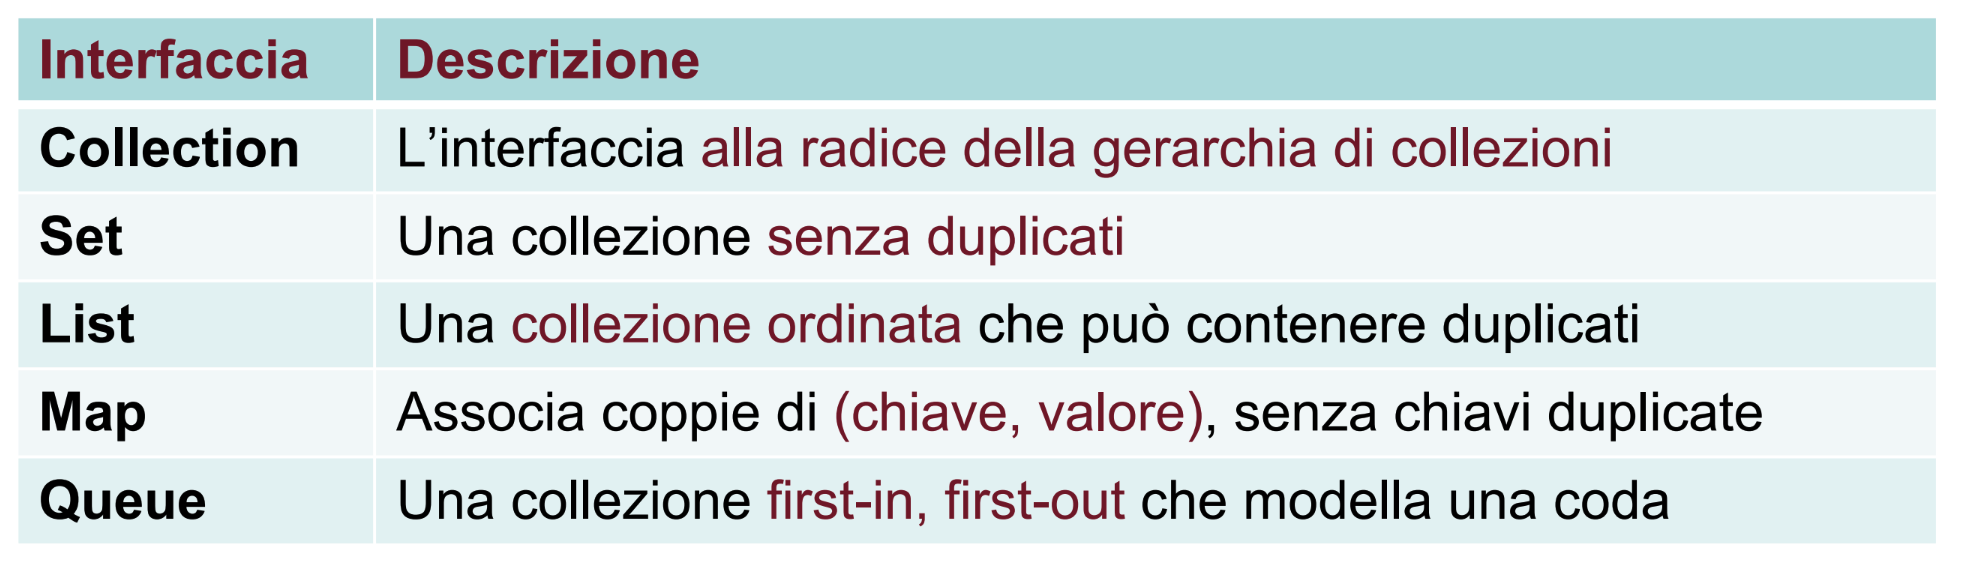 Interfaccia Descrizione
Collection L’interfaccia alla radice della gerarchia di collezioni
Set Una collezione senza duplicati
List Una collezione ordinata che può contenere duplicati
Map Associa coppie di (chiave, valore), senza chiavi duplicate
Queue Una collezione first-in, first-out che modella una coda